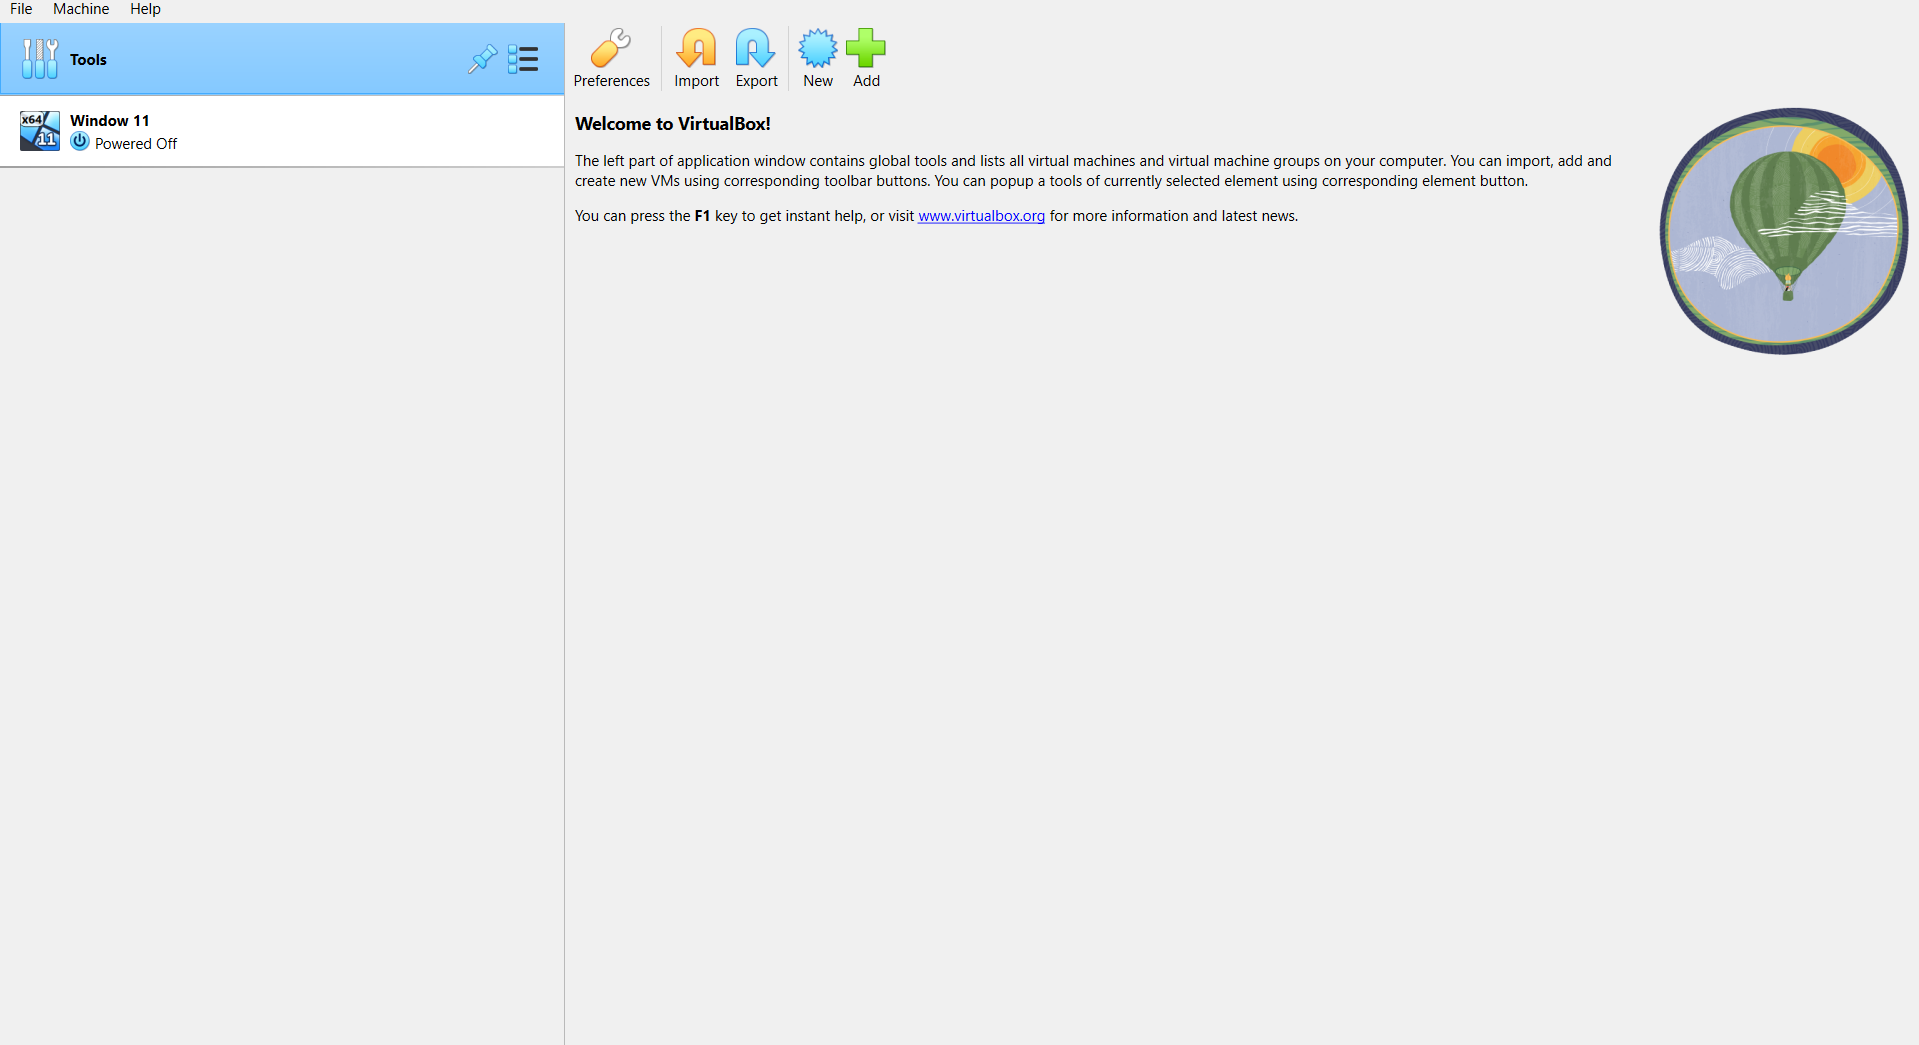 File Machine Help
Tools
Preferences Import Export New Add
x64
11
Window 11
Powered Off
Welcome to VirtualBox!
The left part of application window contains global tools and lists all virtual machines and virtual machine groups on your computer. You can import, add and
create new VMs using corresponding toolbar buttons. You can popup a tools of currently selected element using corresponding element button.
You can press the F1 key to get instant help, or visit www.virtualbox.org for more information and latest news.